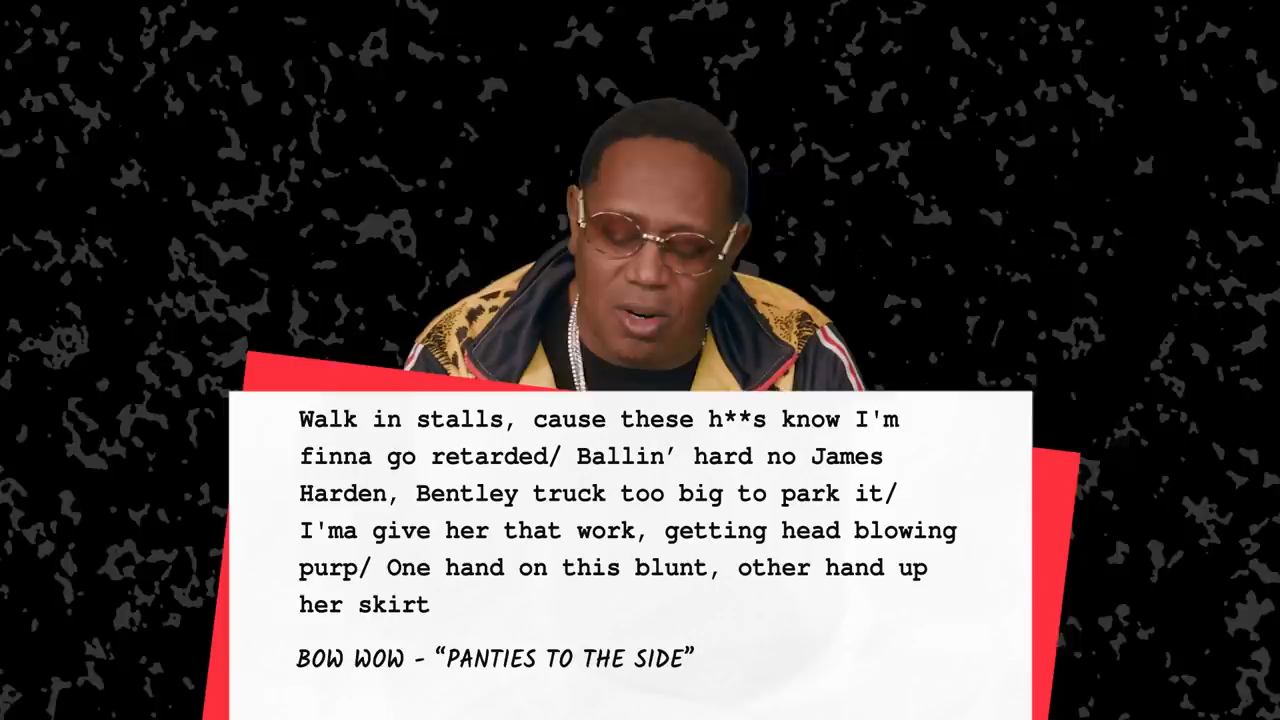 Walk in stalls, cause these h**s know I'm
finna go retarded/ Ballin’ hard no James
Harden, Bentley truck too big to park it/
I'ma give her that work, getting head blowing
purp/ One hand on this blunt, other hand up
her skirt
BOW WOW - “PANTIES TO THE SIDE”